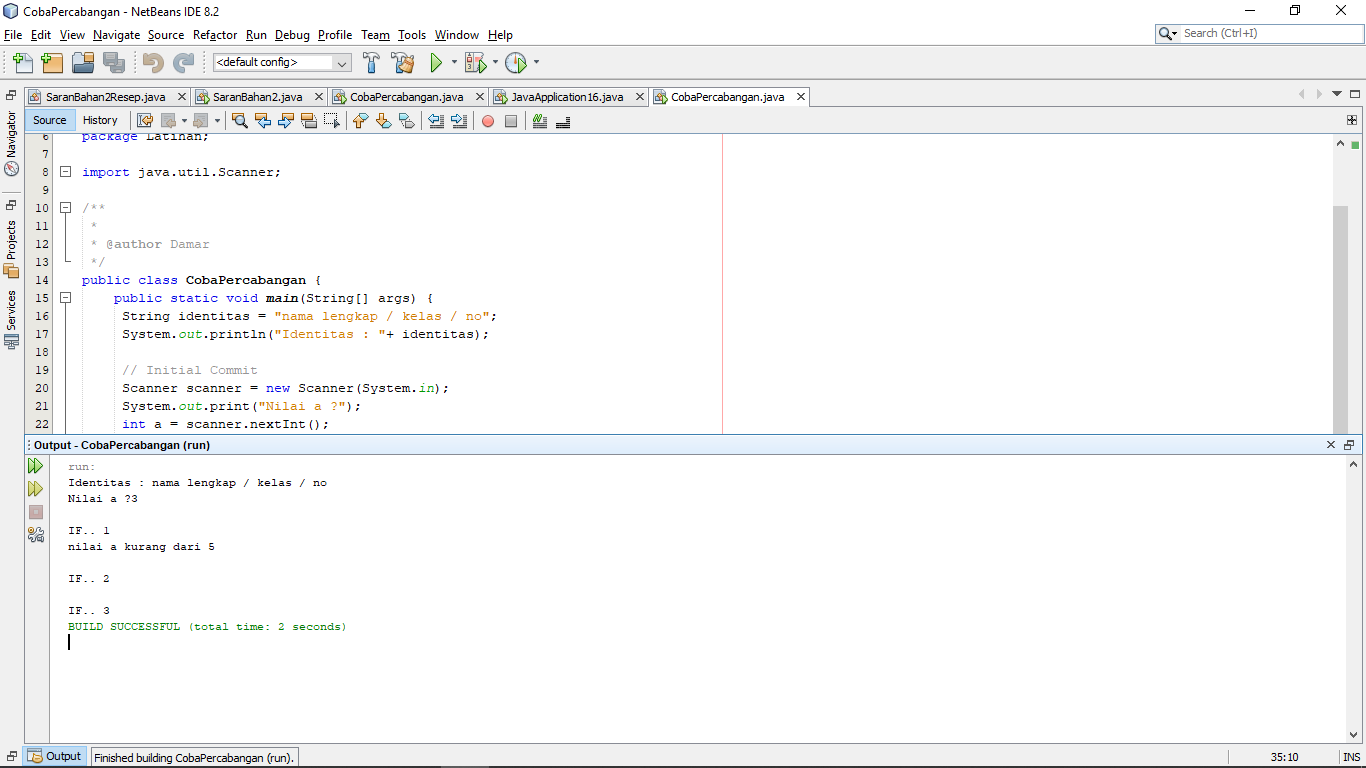 CobaPercabangan - NetBeans IDE 8.2
File Edit View Navigate Source Refactor Run Debug Profile Team Tools Window Help
Search (Ctrl+I)
<default config>
SaranBahan2Resep.java SaranBahan2.java CobaPercabangan.java JavaApplication16.java CobaPercabangan.java
Source History
Navigator
Projects
Services
6 package Latihan;
7
8 import java.util.Scanner;
9
10 /**
11 *
12 * @author Damar
13 */
14 public class CobaPercabangan {
15 public static void main(String[] args) {
16 String identitas = "nama lengkap / kelas / no";
17 System.out.println("Identitas : "+ identitas);
18
19 // Initial Commit
20 Scanner scanner = new Scanner(System.in);
21 System.out.print("Nilai a ?");
22 int a = scanner.nextInt();
Output - CobaPercabangan (run)
run:
Identitas : nama lengkap / kelas / no
Nilai a ?3
IF.. 1
nilai a kurang dari 5
IF.. 2
IF.. 3
BUILD SUCCESSFUL (total time: 2 seconds)
Output Finished building CobaPercabangan (run). 35:10 INS